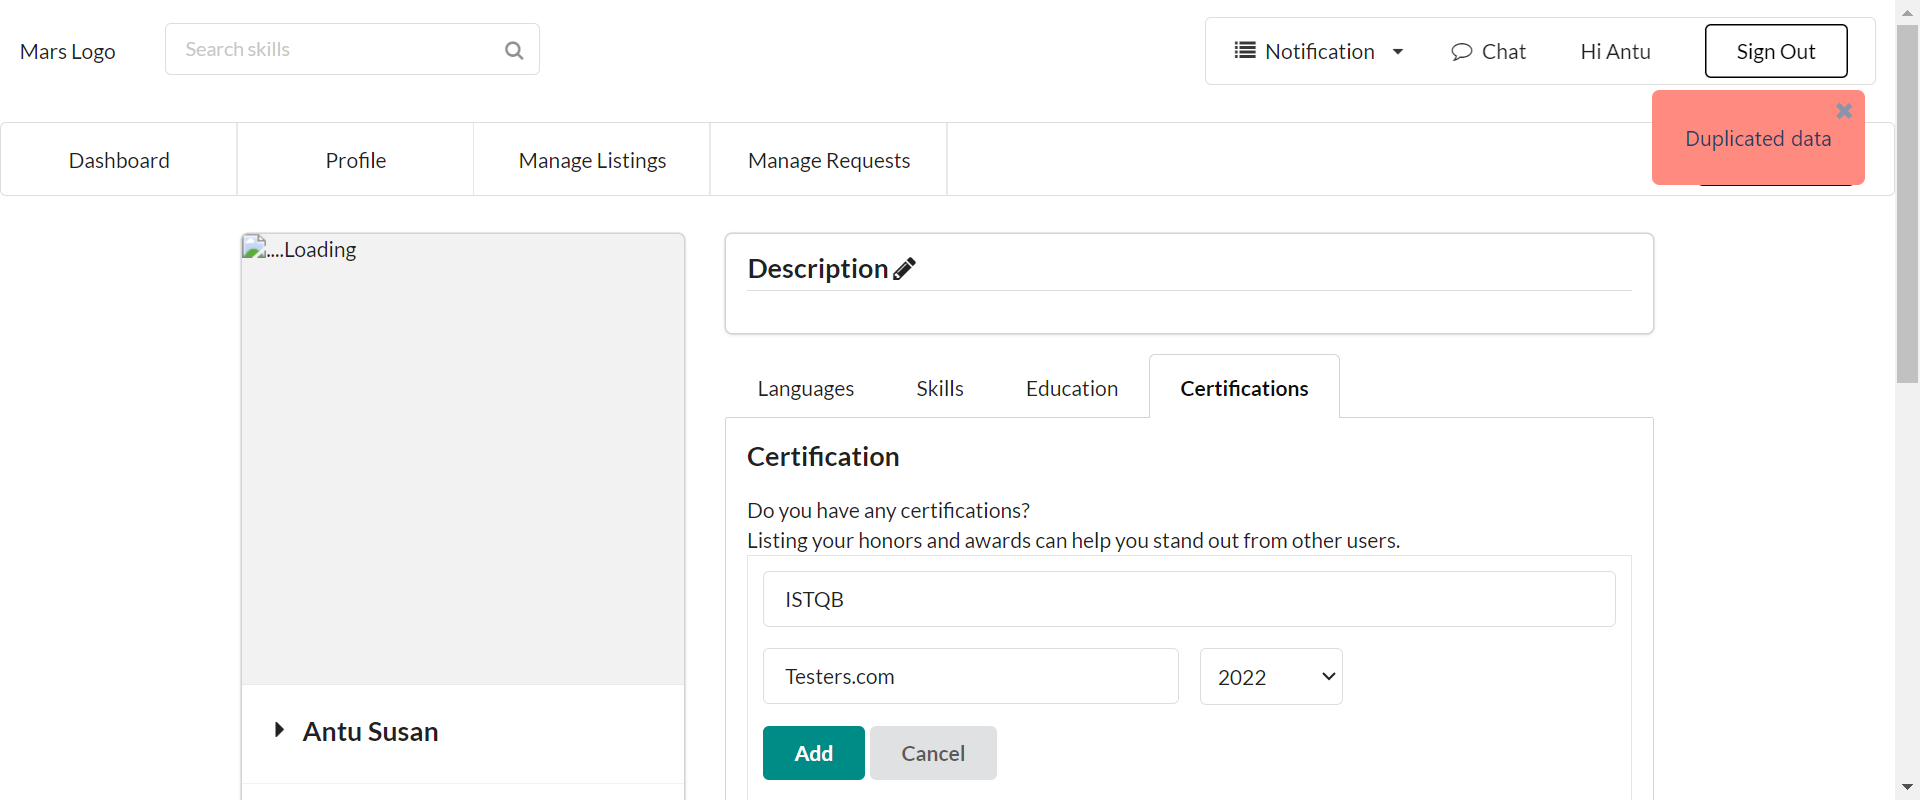 Mars Logo
Search skills
Notification
Chat
Hi Antu
Sign Out
Duplicated data
Dashboard
Profile
Manage Listings
Manage Requests
....Loading
Description
Languages
Skills
Education
Certifications
Certification
Do you have any certifications?
Listing your honors and awards can help you stand out from other users.
ISTQB
Testers.com
2022
Add
Cancel
Antu Susan